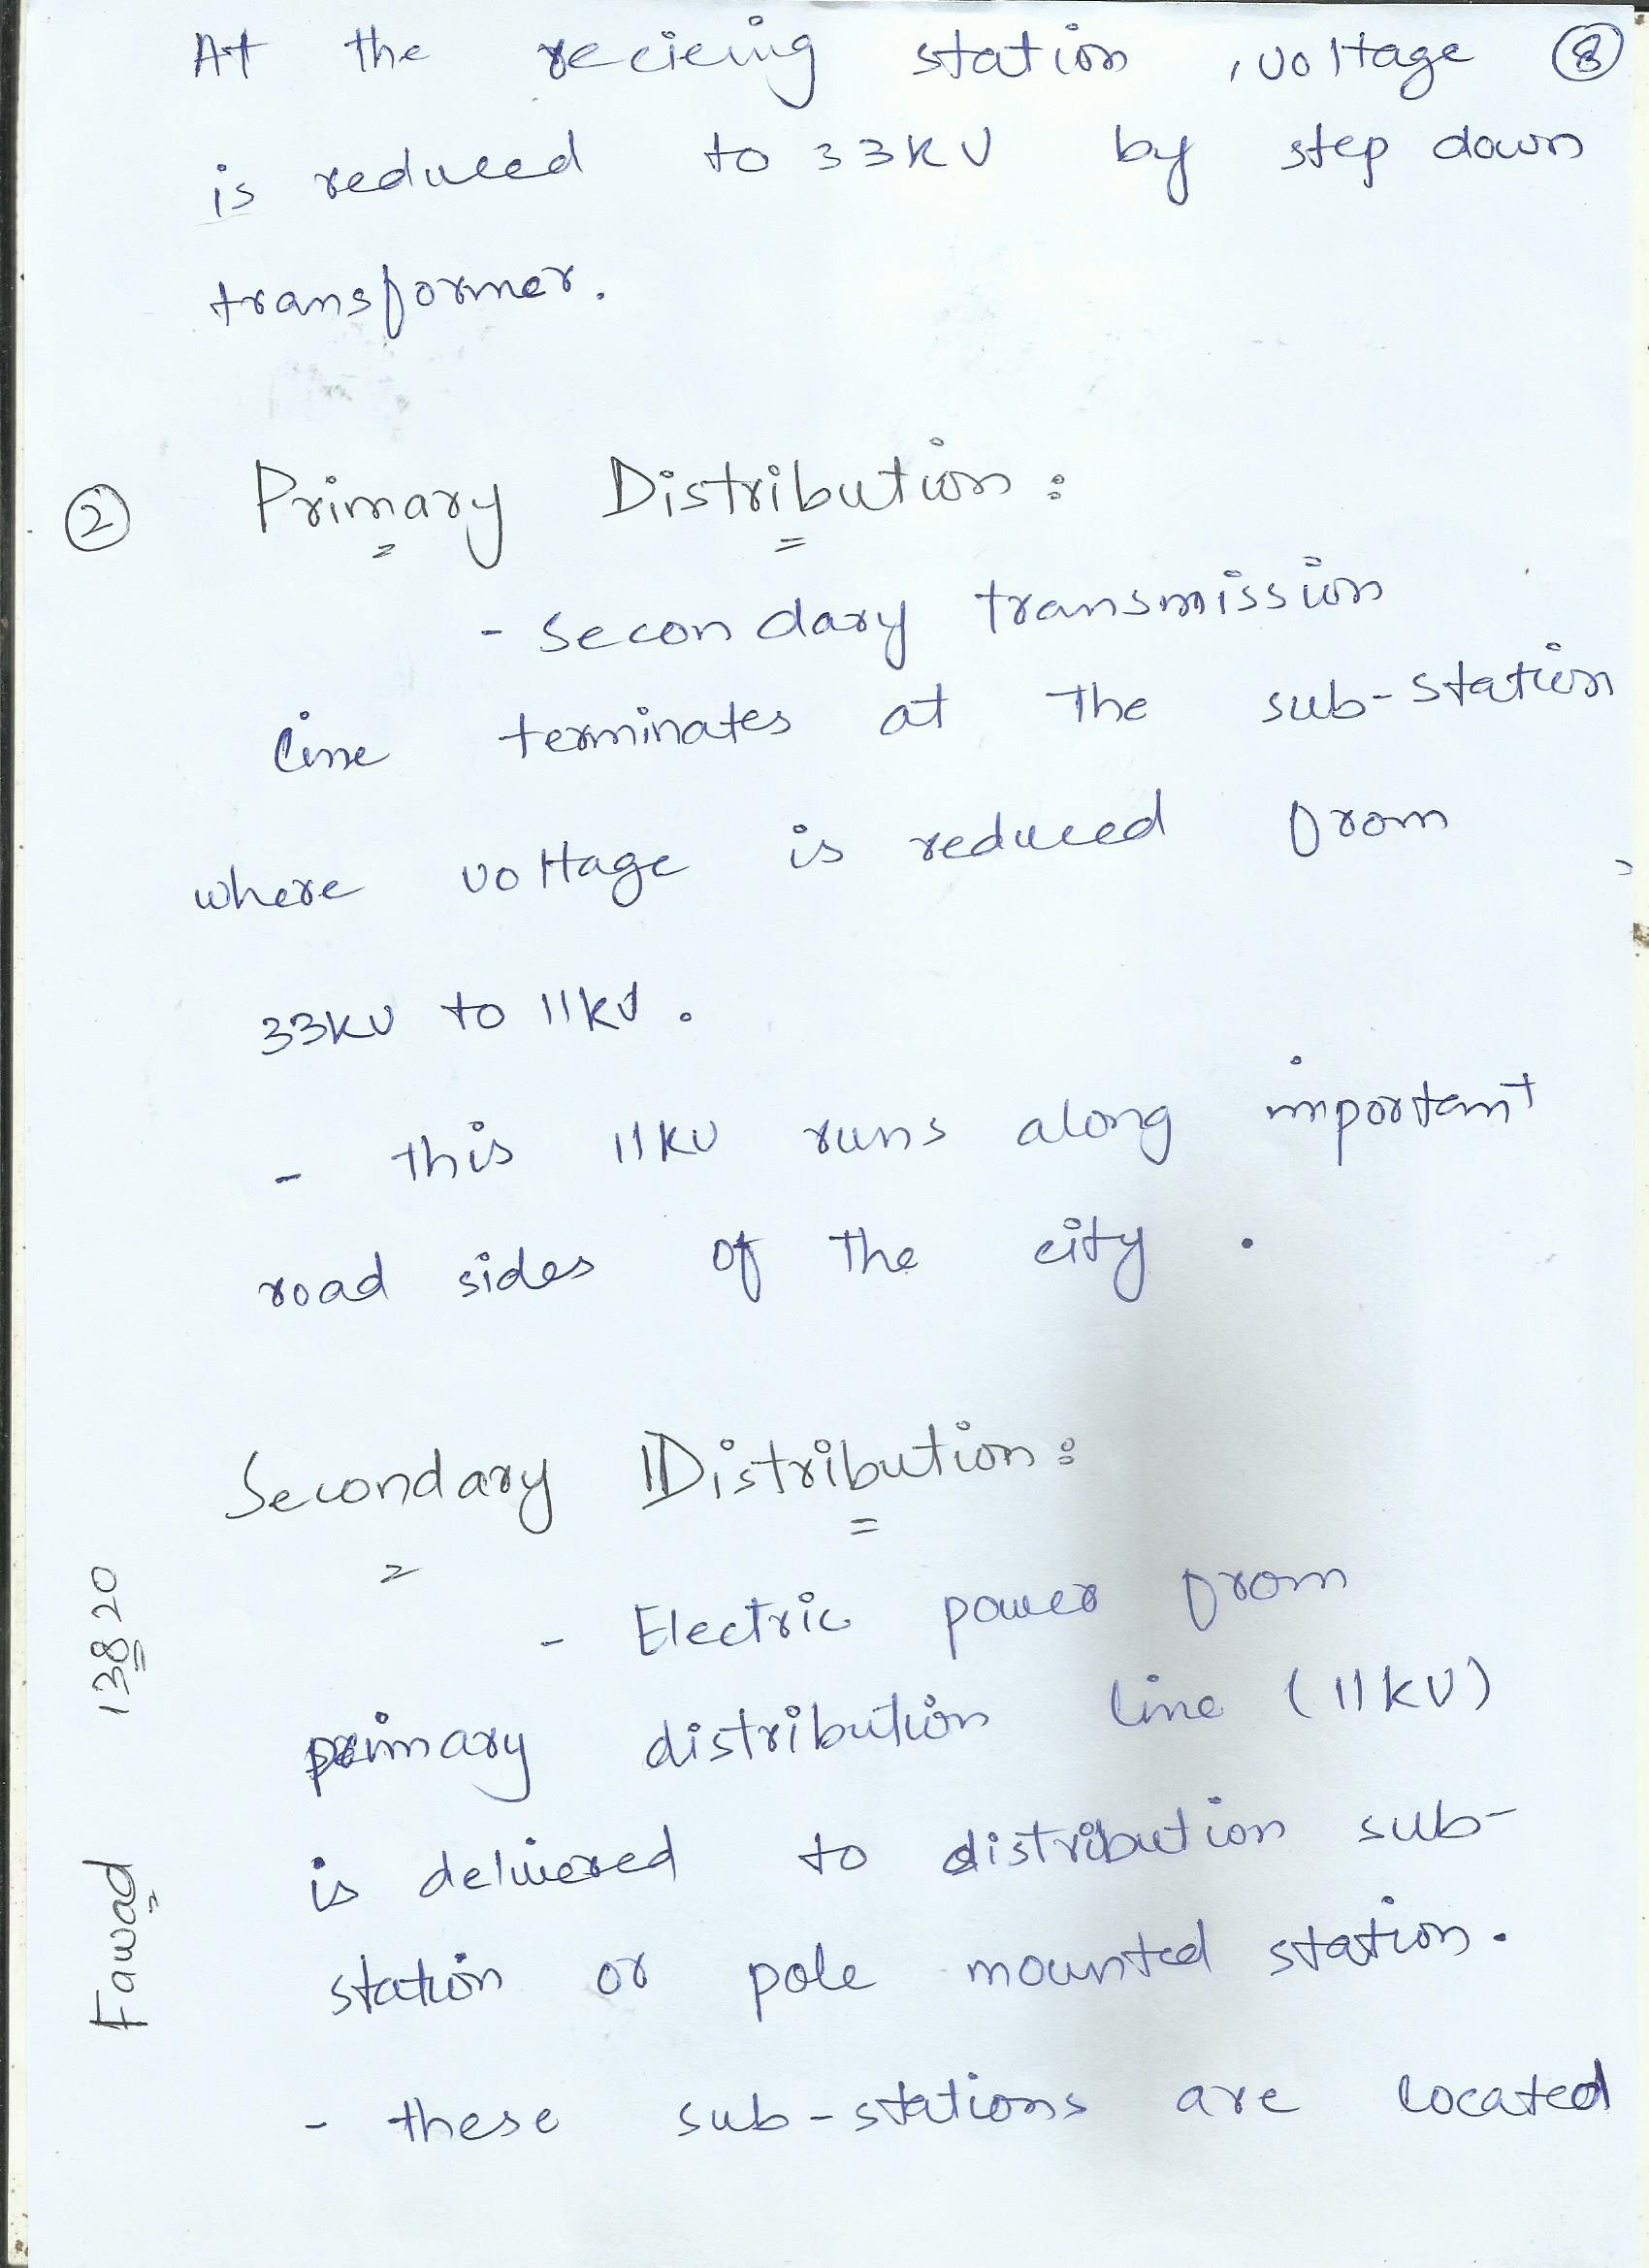 At the recieving station , voltage (8)
is reduced to 33KV by step down
transformer.
(2) Primary Distribution :
- Secondary transmission
line terminates at the sub-station
where voltage is reduced from
33KV to 11KV .
- this 11KV runs along important
road sides of the city .
Secondary Distribution :
- Electric power from
primary distribution line (11KV)
is delivered to distribution sub-
station or pole mounted station .
- these sub-stations are located
Fawad 13820